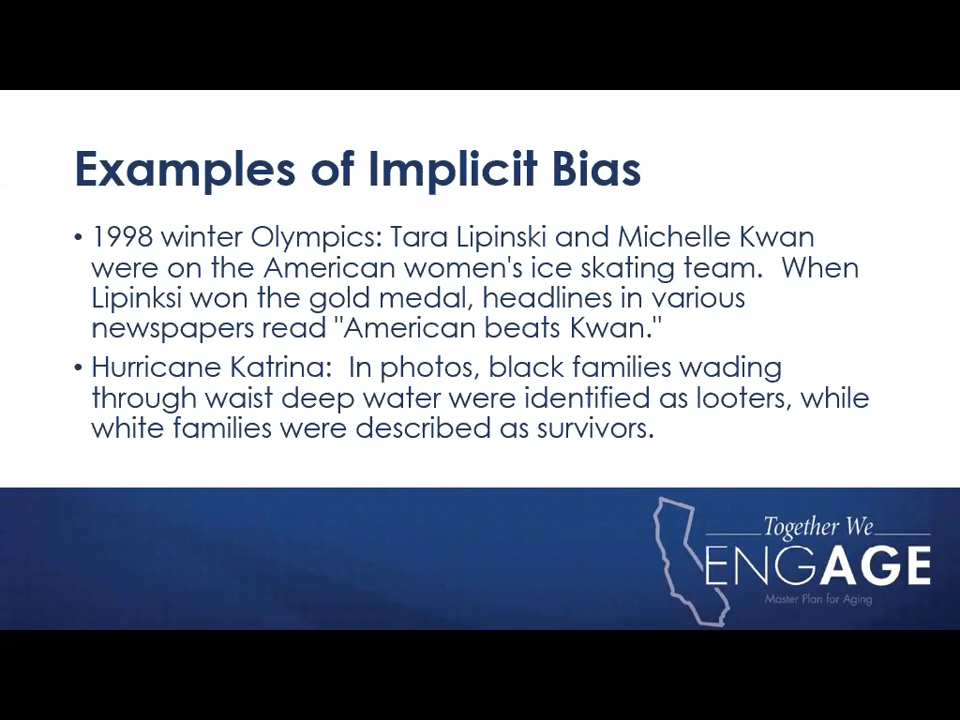 Examples of Implicit Bias
• 1998 winter Olympics: Tara Lipinski and Michelle Kwan
were on the American women's ice skating team.  When
Lipinksi won the gold medal, headlines in various
newspapers read "American beats Kwan."
• Hurricane Katrina:  In photos, black families wading
through waist deep water were identified as looters, while
white families were described as survivors.
Together We
ENGAGE
Master Plan for Aging